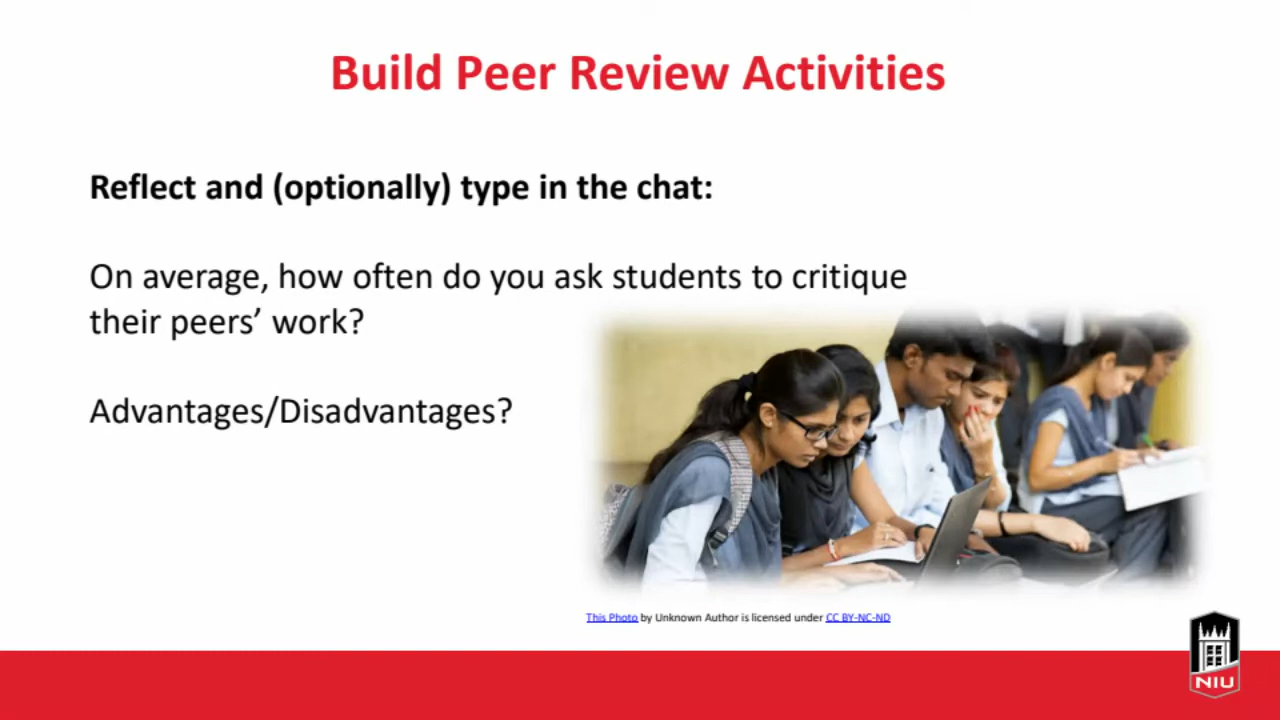 Build Peer Review Activities
Reflect and (optionally) type in the chat:
On average, how often do you ask students to critique
their peers’ work?
Advantages/Disadvantages?
This Photo by Unknown Author is licensed under CC BY-NC-ND
NIU